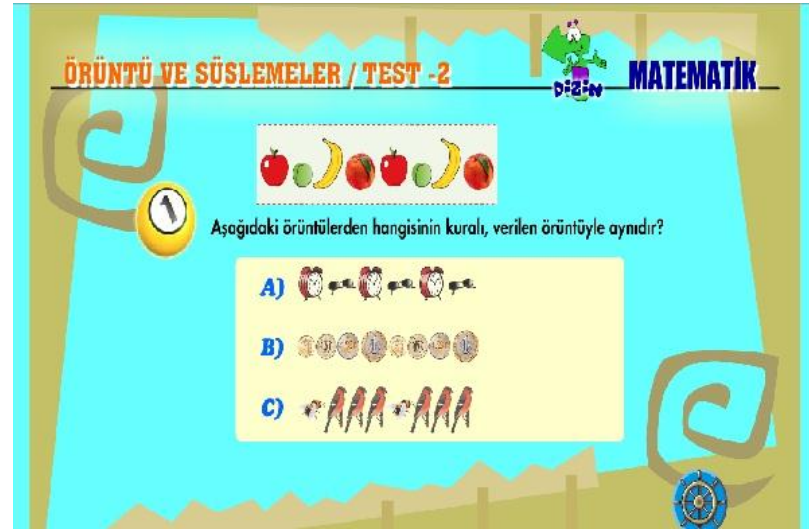 ÖRÜNTÜ VE SÜSLEMELER / TEST -2
DİZİN
MATEMATİK
1
Aşağıdaki örüntülerden hangisinin kuralı, verilen örüntüyle aynıdır?
A)
B)
C)